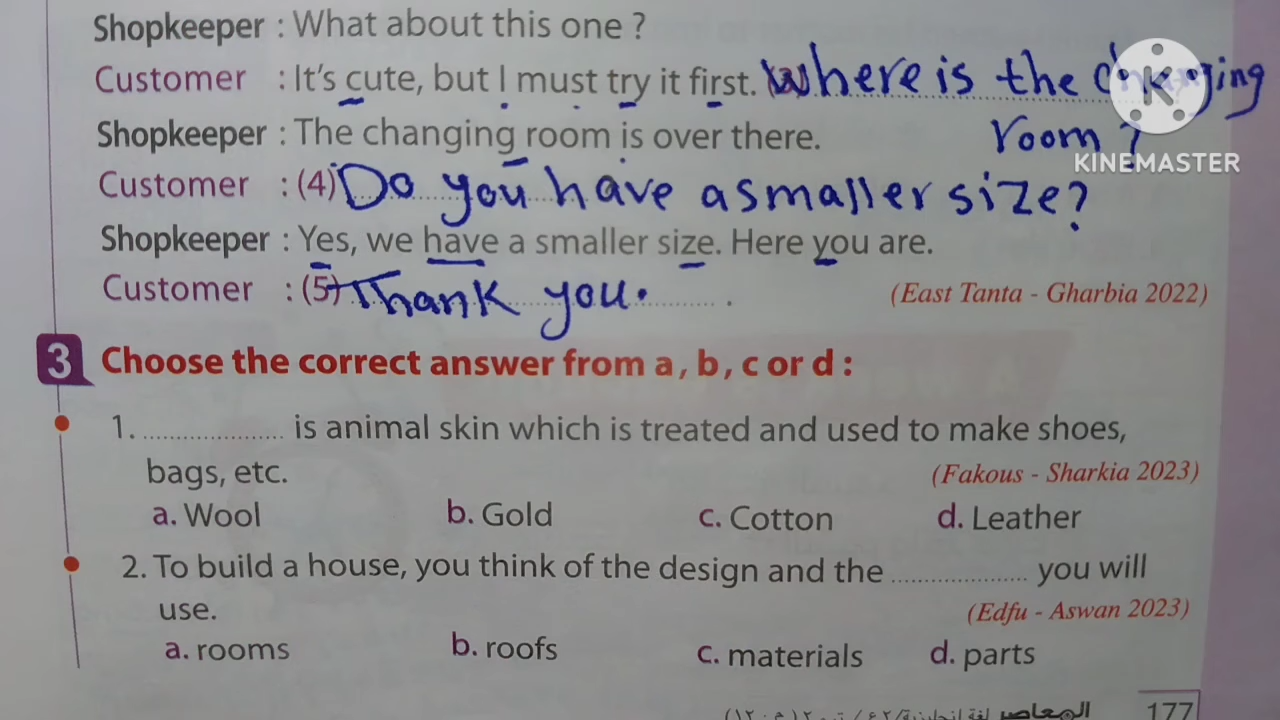 Shopkeeper : What about this one ?
Customer : It's cute, but I must try it first. Where is the changing
Shopkeeper : The changing room is over there. room ?
KINEMASTER
Customer : (4) Do you have a smaller size?
Shopkeeper : Yes, we have a smaller size. Here you are.
Customer : (5) Thank you.
(East Tanta - Gharbia 2022)
3 Choose the correct answer from a, b, c or d :
1. .................... is animal skin which is treated and used to make shoes,
bags, etc. (Fakous - Sharkia 2023)
a. Wool b. Gold c. Cotton d. Leather
2. To build a house, you think of the design and the .................... you will
use. (Edfu - Aswan 2023)
a. rooms b. roofs c. materials d. parts
المعاصر لغة إنجليزية 177